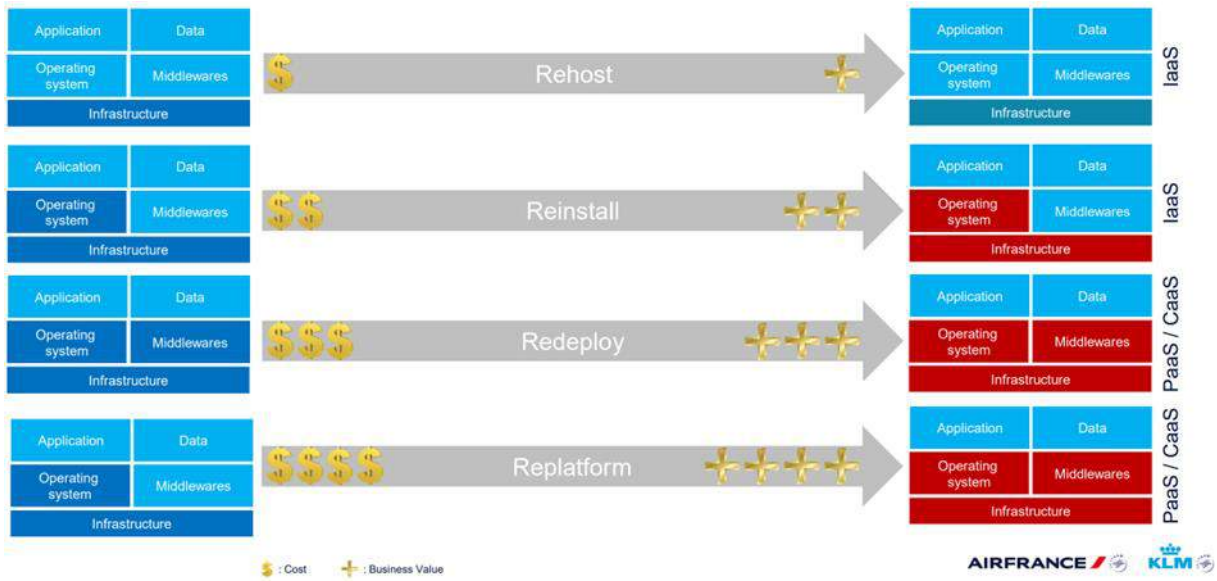 Application Data
Operating system Middlewares
Infrastructure
Rehost
Application Data
Operating system Middlewares
Infrastructure
IaaS
Application Data
Operating system Middlewares
Infrastructure
Reinstall
Application Data
Operating system Middlewares
Infrastructure
IaaS
Application Data
Operating system Middlewares
Infrastructure
Redeploy
Application Data
Operating system Middlewares
Infrastructure
PaaS / CaaS
Application Data
Operating system Middlewares
Infrastructure
Replatform
Application Data
Operating system Middlewares
Infrastructure
PaaS / CaaS
$ : Cost + : Business Value
AIRFRANCE KLM